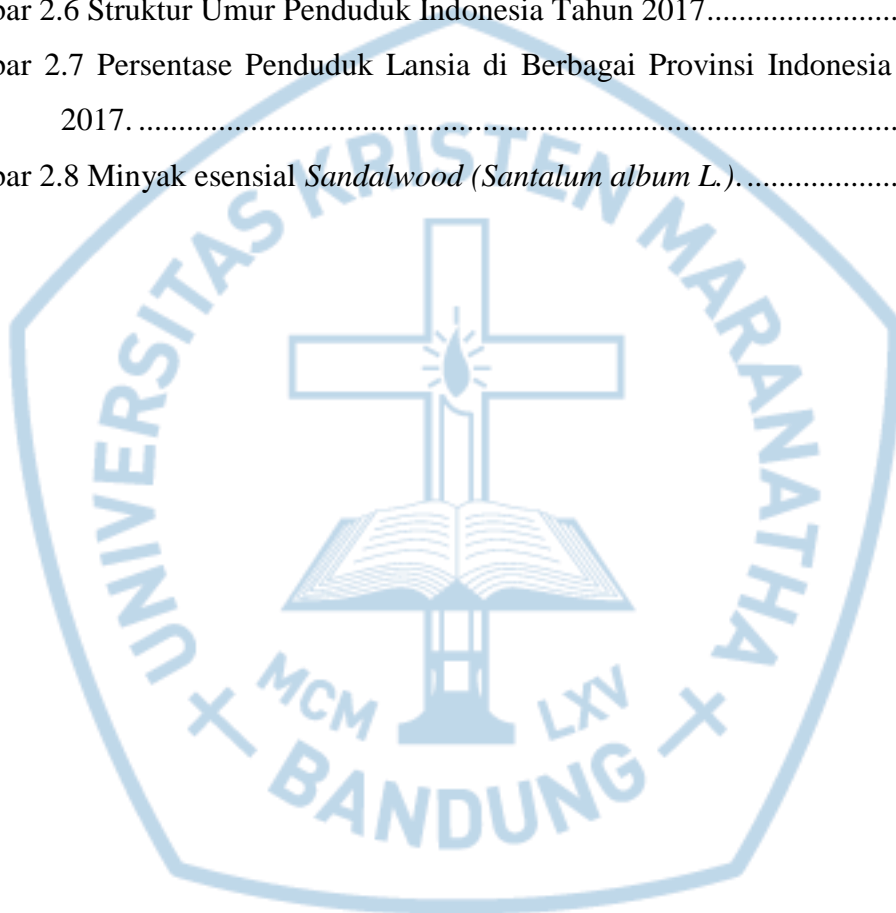 bar 2.6 Struktur Umur Penduduk Indonesia Tahun 2017..........................
bar 2.7 Persentase Penduduk Lansia di Berbagai Provinsi Indonesia
2017. ....................................................................................................
bar 2.8 Minyak esensial Sandalwood (Santalum album L.)......................
UNIVERSITAS KRISTEN MARANATHA
MCM LXV
BANDUNG